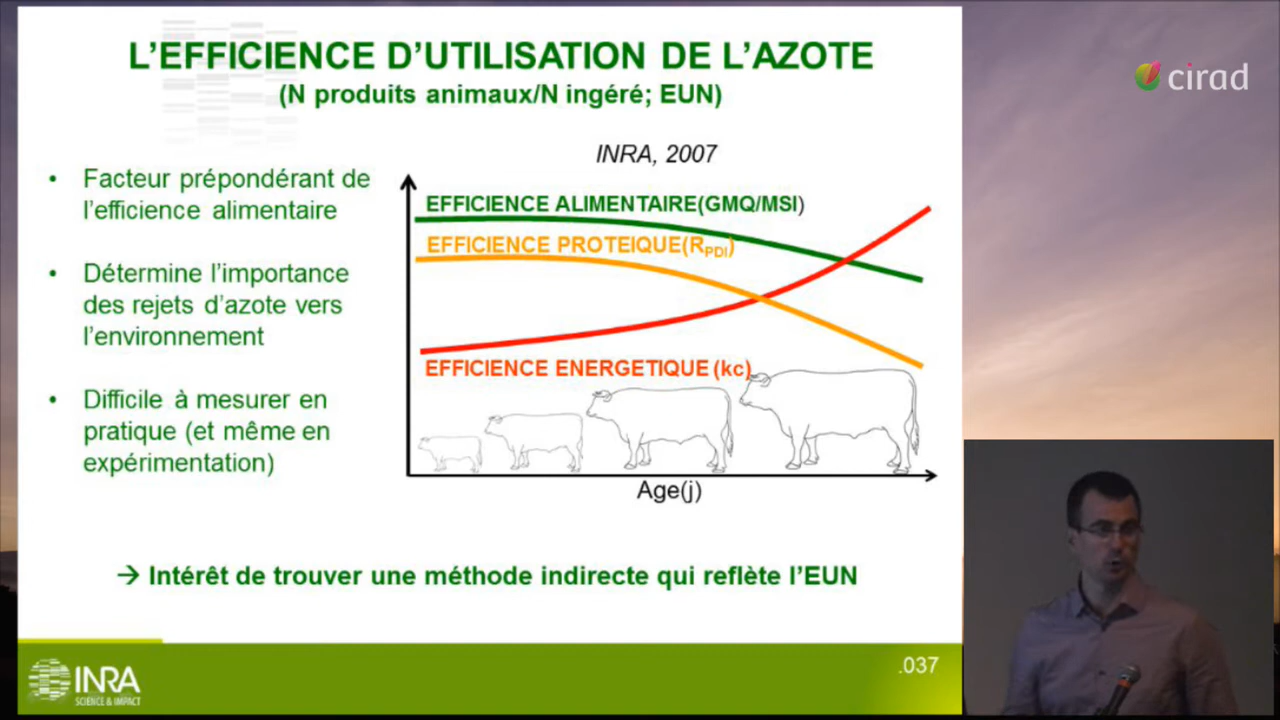 L'EFFICIENCE D'UTILISATION DE L'AZOTE
(N produits animaux/N ingéré; EUN)
cirad
• Facteur prépondérant de
l'efficience alimentaire
• Détermine l'importance
des rejets d'azote vers
l'environnement
• Difficile à mesurer en
pratique (et même en
expérimentation)
INRA, 2007
EFFICIENCE ALIMENTAIRE(GMQ/MSI)
EFFICIENCE PROTEIQUE(RPDI)
EFFICIENCE ENERGETIQUE (kc)
Age(j)
→ Intérêt de trouver une méthode indirecte qui reflète l'EUN
INRA
SCIENCE & IMPACT
.037